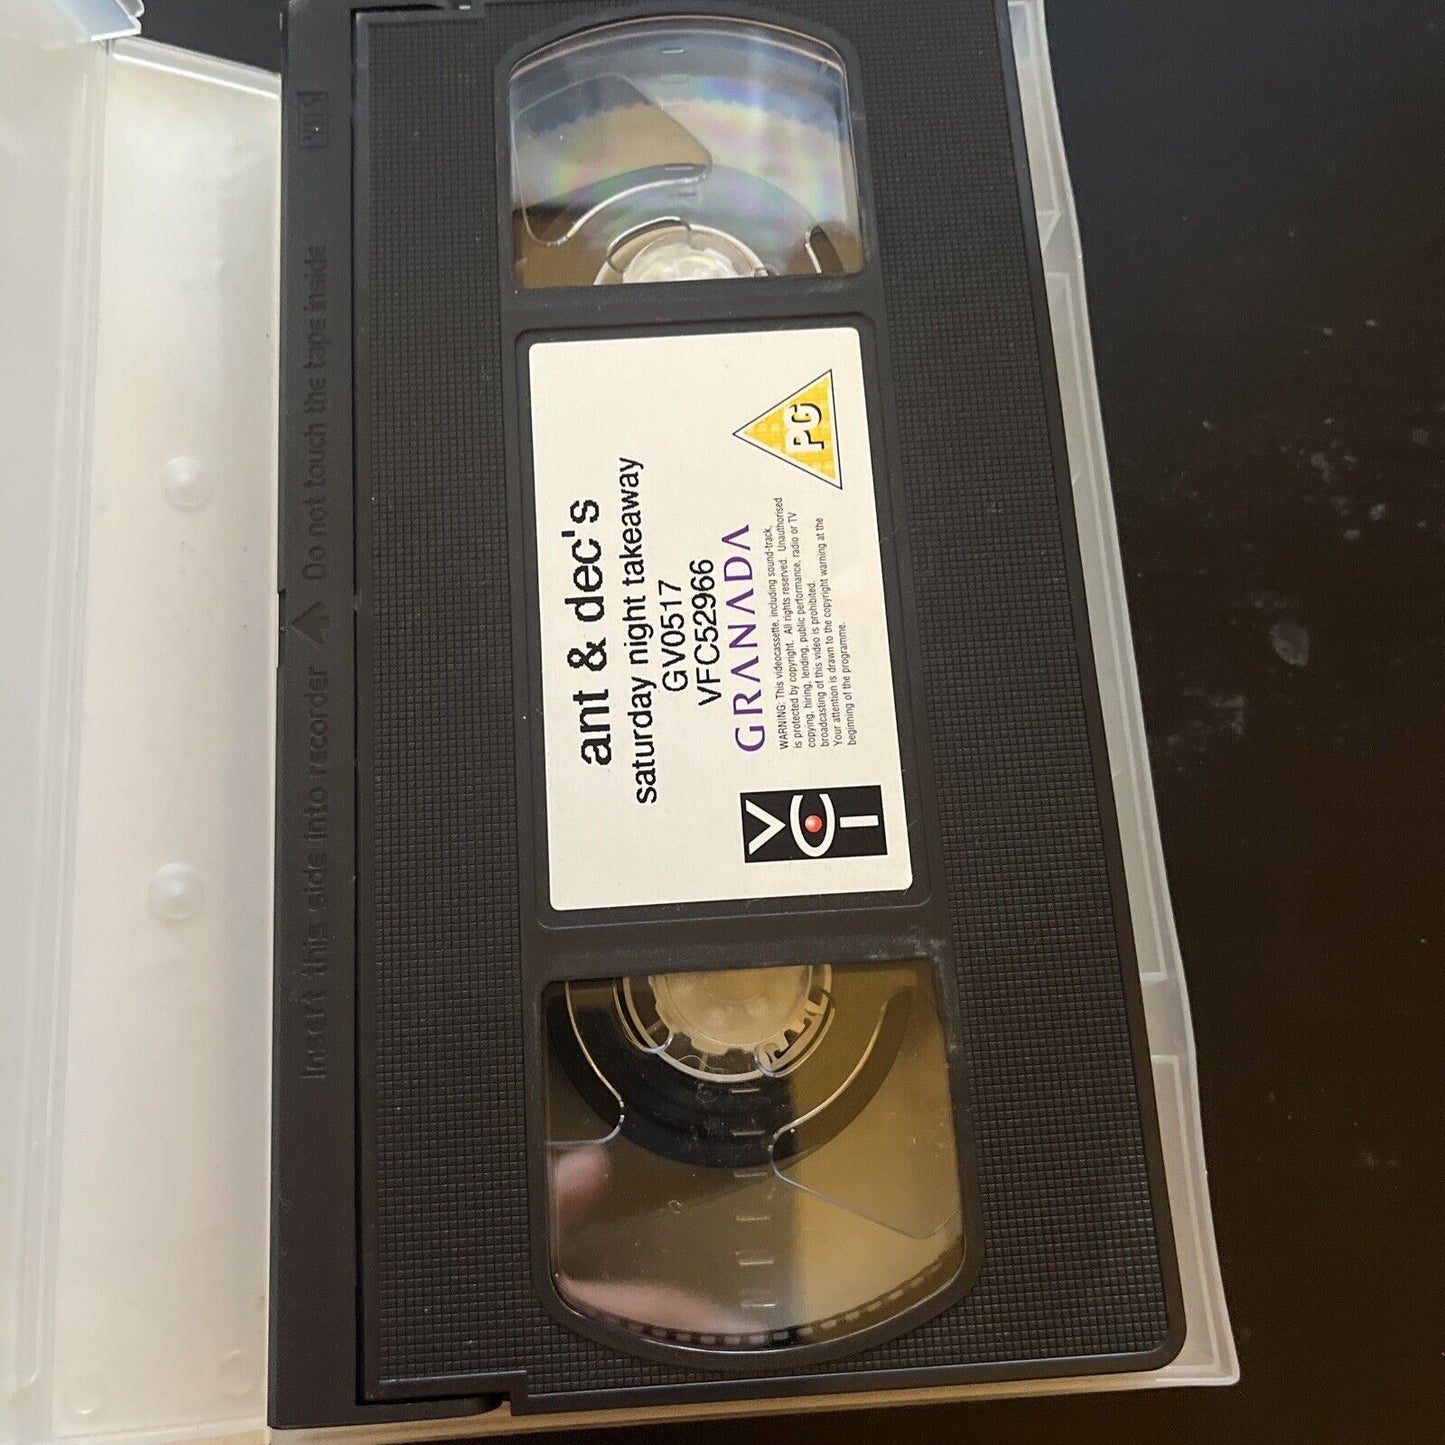 ant & dec's
saturday night takeaway
GV0517
VFC52966
GRANADA
WARNING: This videocassette, including sound-track,
is protected by copyright. All rights reserved. Unauthorised
copying, hiring, lending, public performance, radio or TV
broadcasting of this video is prohibited.
Your attention is drawn to the copyright warning at the
beginning of the programme.
VCI
PG
Insert this side into recorder Do not touch the tape inside
VHS